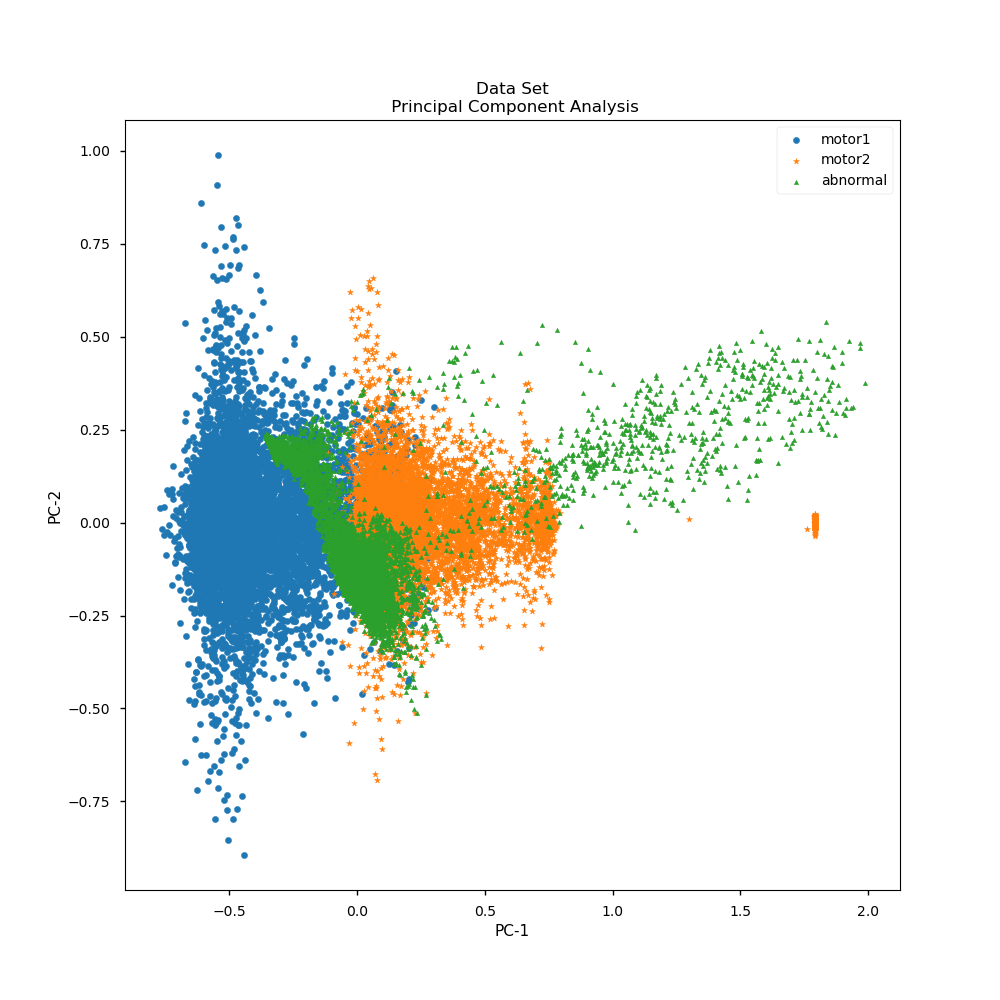 Data Set
Principal Component Analysis
motor1
motor2
abnormal
1.00
0.75
0.50
0.25
0.00
−0.25
−0.50
−0.75
PC-2
−0.5
0.0
0.5
1.0
1.5
2.0
PC-1